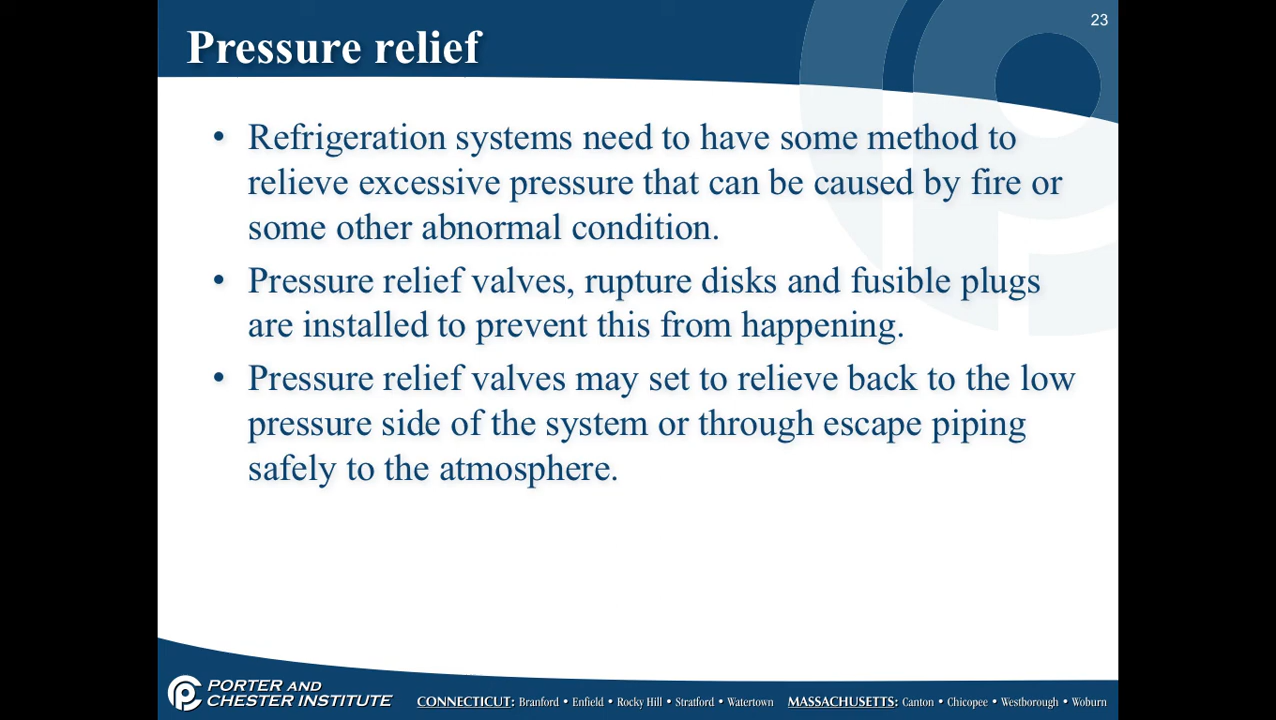 23
Pressure relief
• Refrigeration systems need to have some method to
relieve excessive pressure that can be caused by fire or
some other abnormal condition.
• Pressure relief valves, rupture disks and fusible plugs
are installed to prevent this from happening.
• Pressure relief valves may set to relieve back to the low
pressure side of the system or through escape piping
safely to the atmosphere.
PORTER AND
CHESTER INSTITUTE
CONNECTICUT: Branford • Enfield • Rocky Hill • Stratford • Watertown MASSACHUSETTS: Canton • Chicopee • Westborough • Woburn